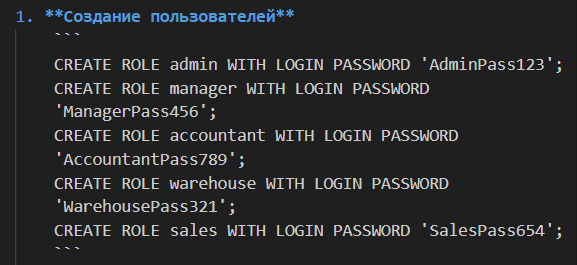 1. **Создание пользователей**
```
CREATE ROLE admin WITH LOGIN PASSWORD 'AdminPass123';
CREATE ROLE manager WITH LOGIN PASSWORD
'ManagerPass456';
CREATE ROLE accountant WITH LOGIN PASSWORD
'AccountantPass789';
CREATE ROLE warehouse WITH LOGIN PASSWORD
'WarehousePass321';
CREATE ROLE sales WITH LOGIN PASSWORD 'SalesPass654';
```